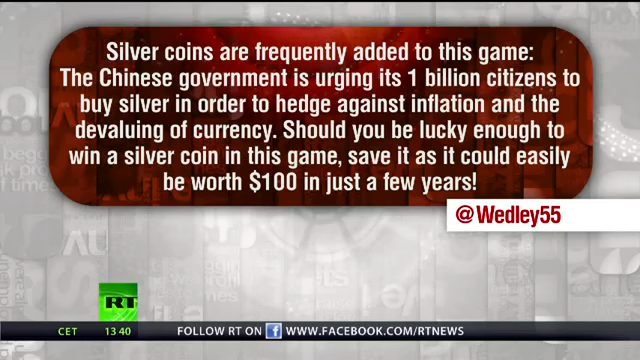 Silver coins are frequently added to this game:
The Chinese government is urging its 1 billion citizens to
buy silver in order to hedge against inflation and the
devaluing of currency. Should you be lucky enough to
win a silver coin in this game, save it as it could easily
be worth $100 in just a few years!
@Wedley55
RT
CET 13 40 FOLLOW RT ON f WWW.FACEBOOK.COM/RTNEWS